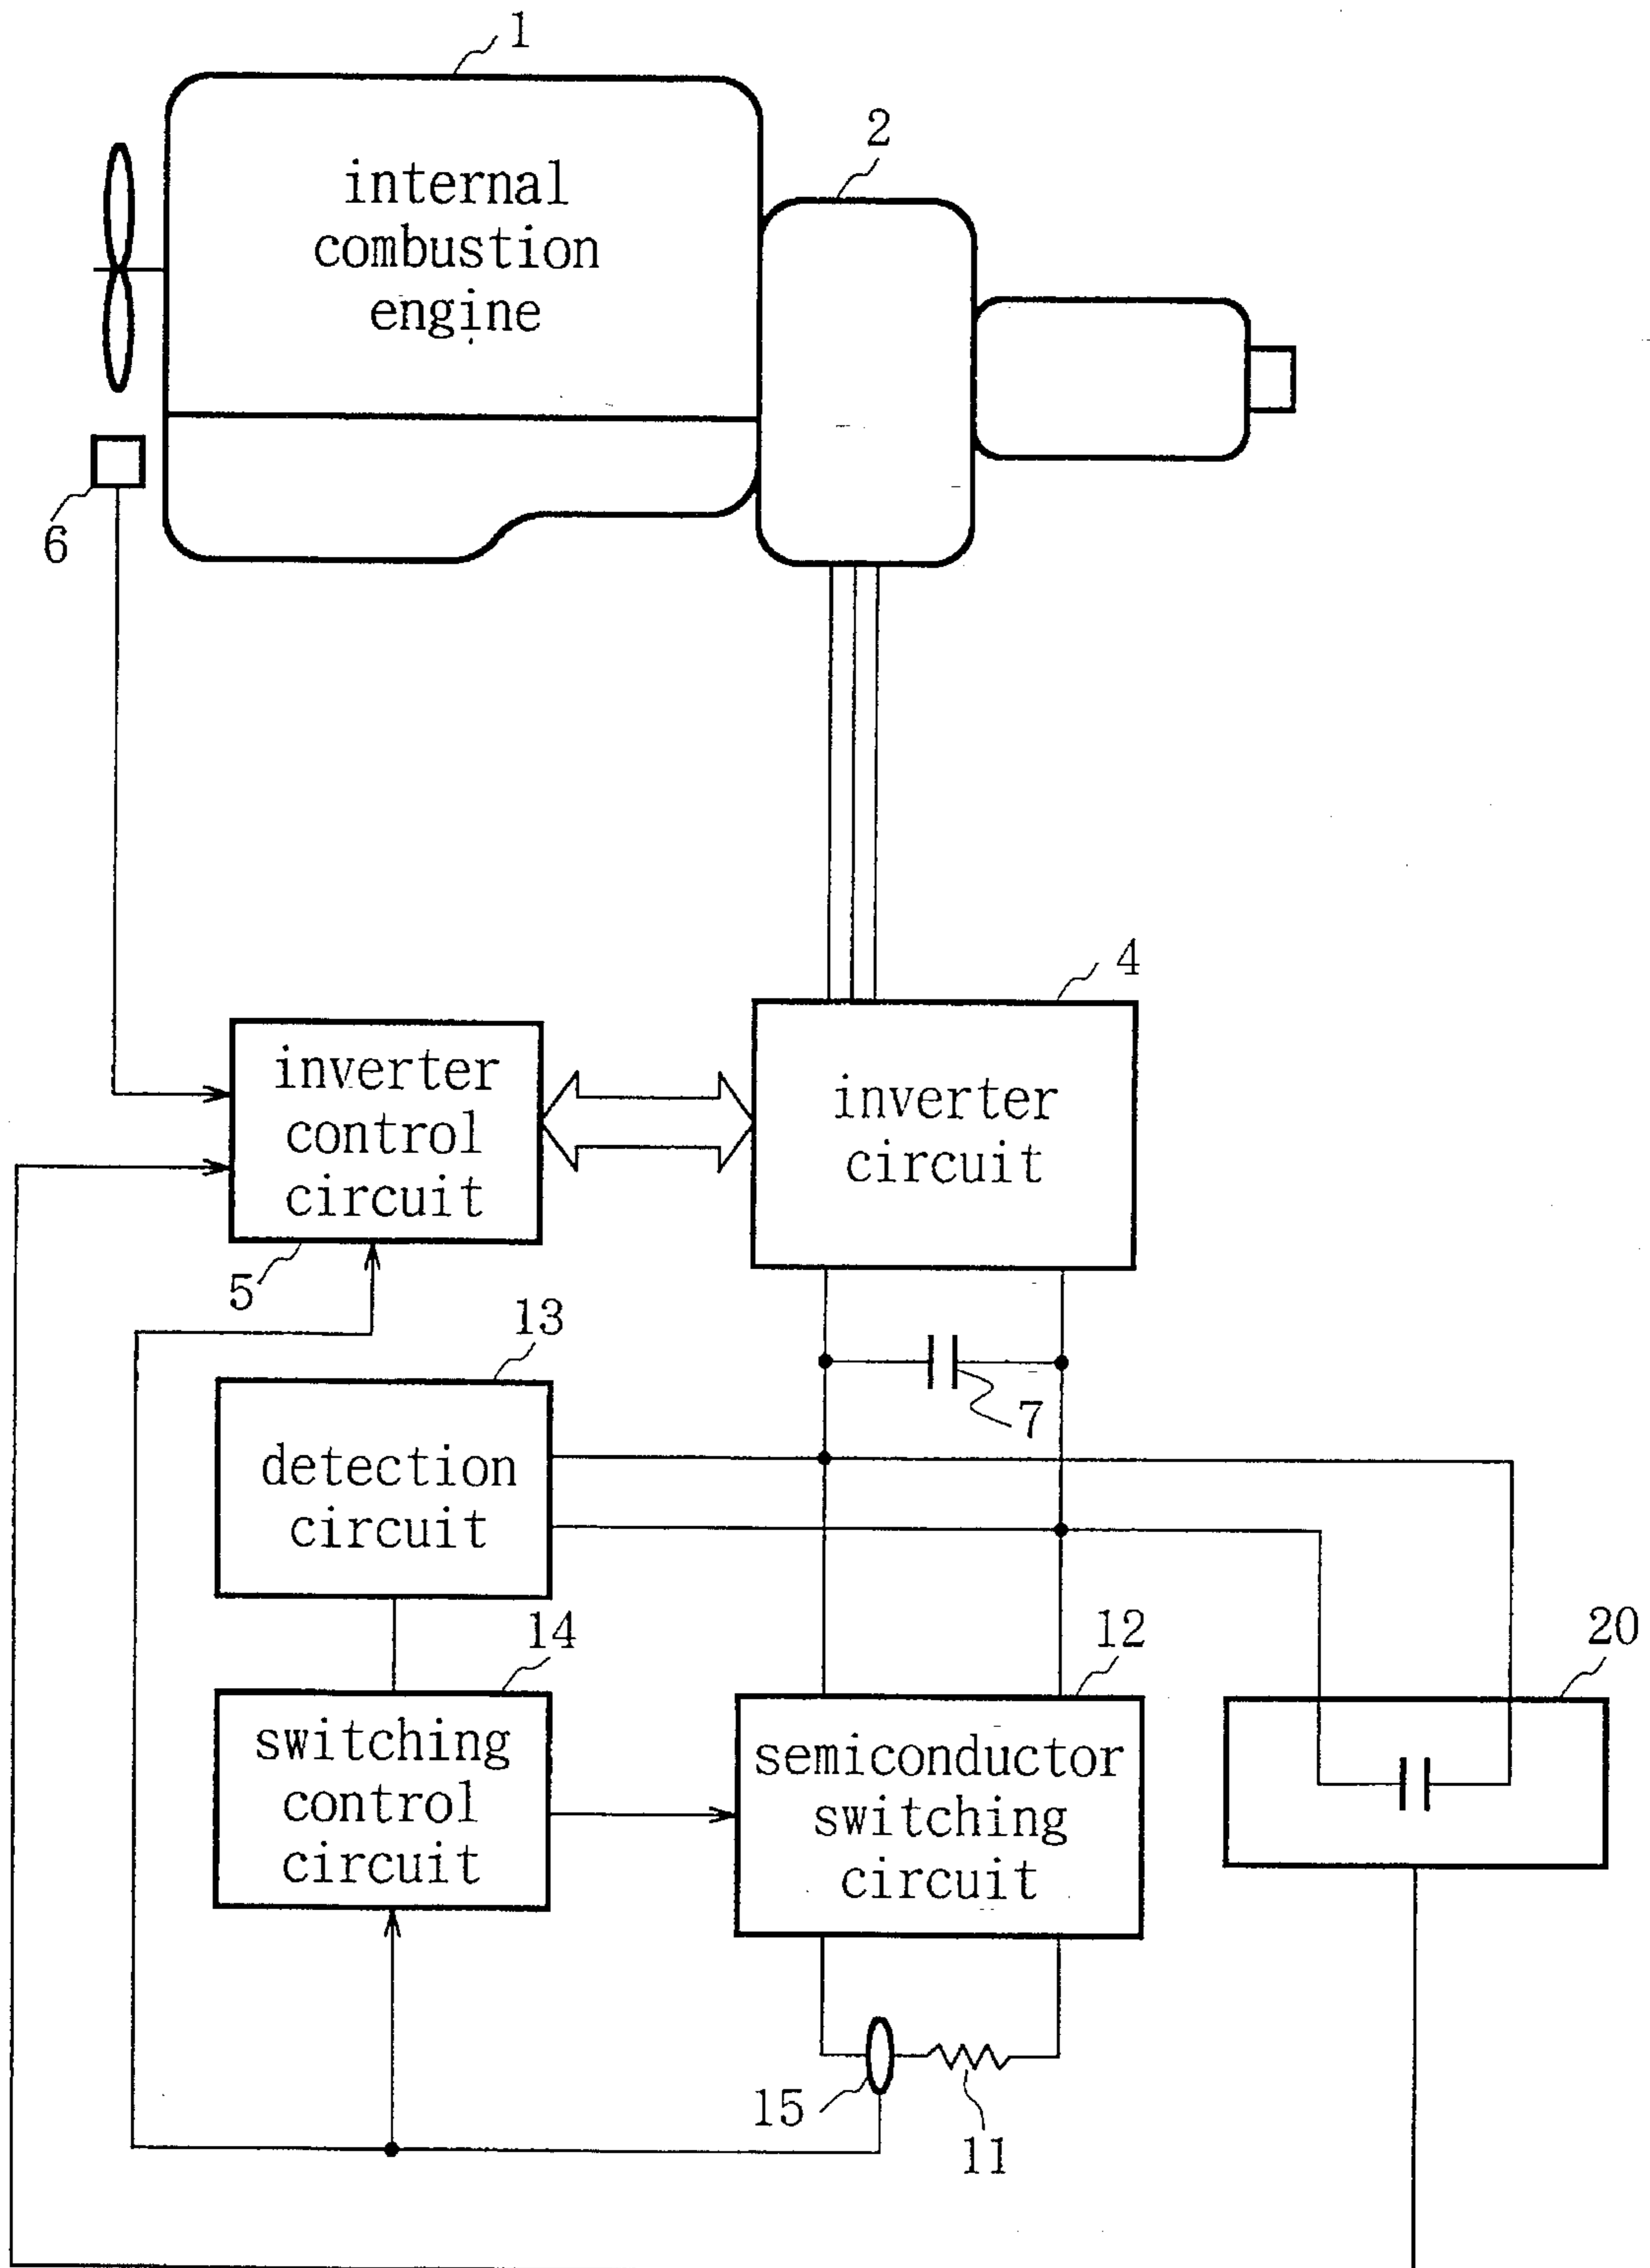 1
2
internal
combustion
engine
6
4
inverter
control
circuit
inverter
circuit
5
13
7
detection
circuit
14
12
20
switching
control
circuit
semiconductor
switching
circuit
15
11